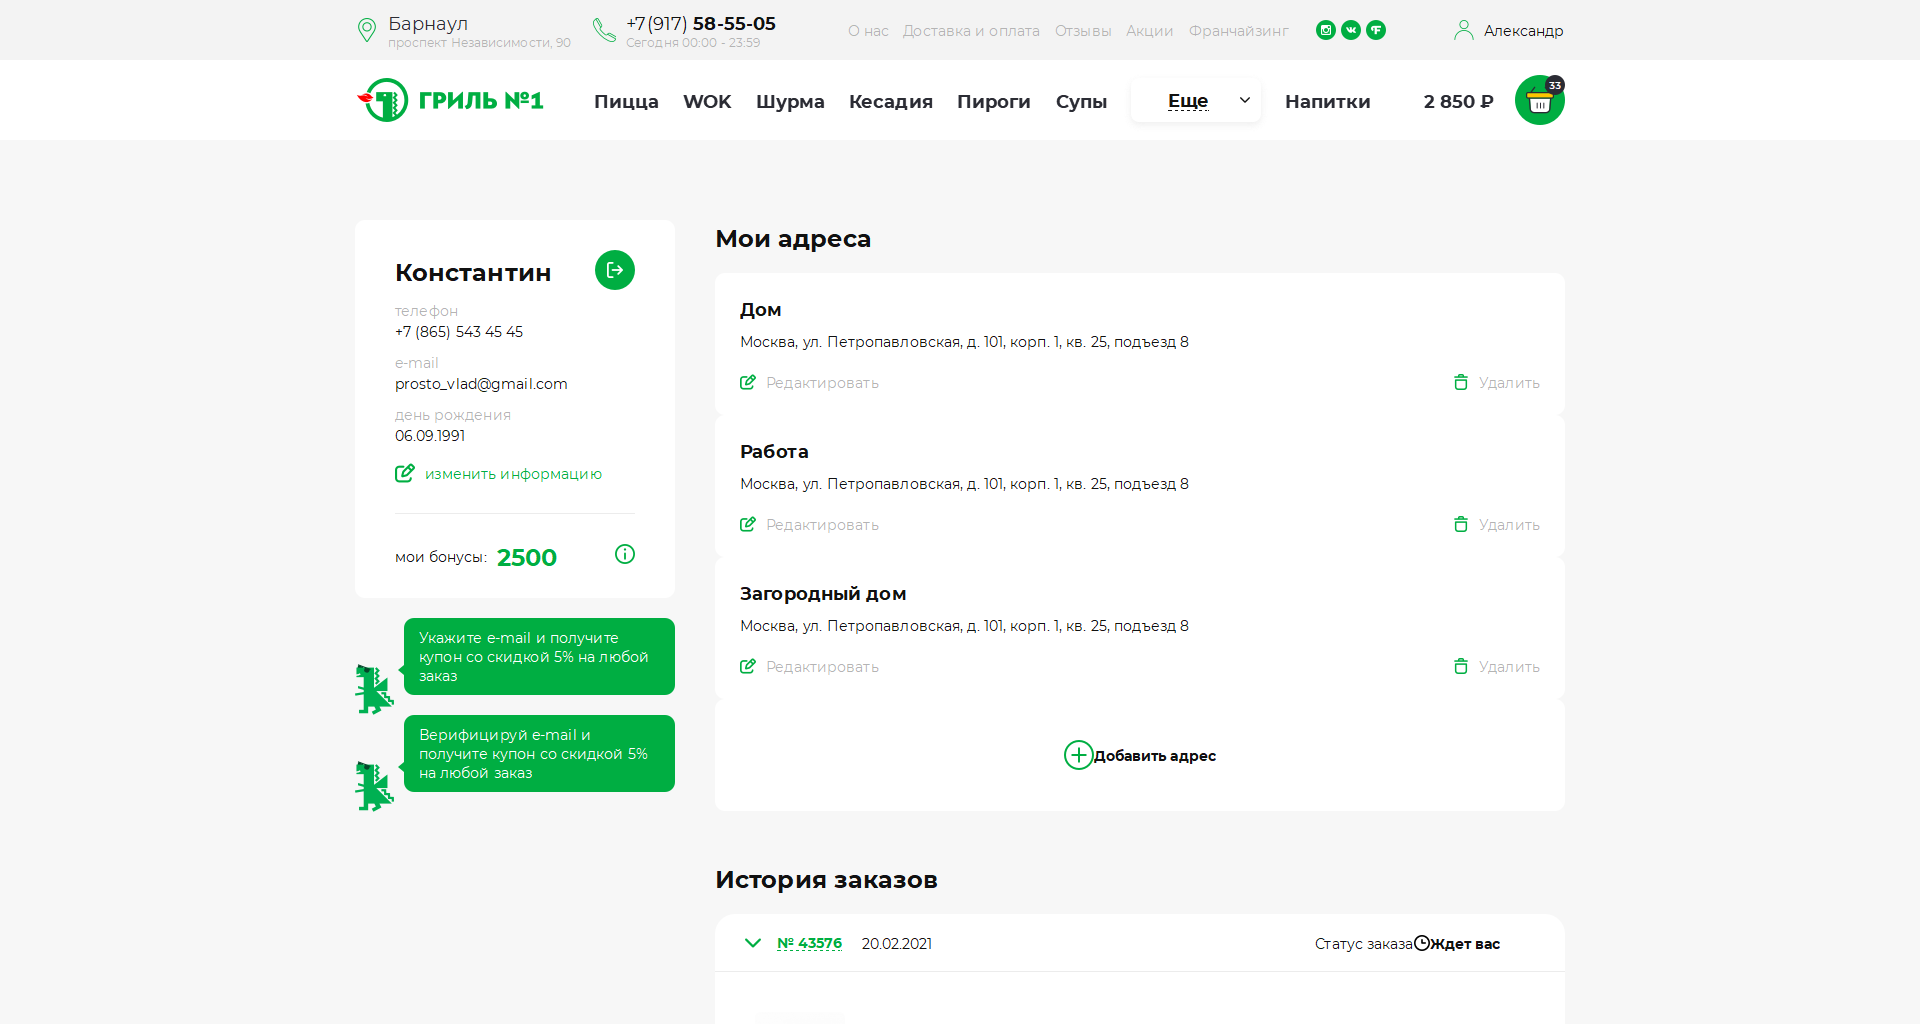 Барнаул
проспект Независимости, 90
+7(917) 58-55-05
Сегодня 00:00 - 23:59
О нас Доставка и оплата Отзывы Акции Франчайзинг
Александр
ГРИЛЬ №1
Пицца WOK Шурма Кесадия Пироги Супы Еще Напитки
2 850 ₽
33
Константин
телефон
+7 (865) 543 45 45
e-mail
prosto_vlad@gmail.com
день рождения
06.09.1991
изменить информацию
мои бонусы: 2500
Укажите e-mail и получите
купон со скидкой 5% на любой
заказ
Верифицируй e-mail и
получите купон со скидкой 5%
на любой заказ
Мои адреса
Дом
Москва, ул. Петропавловская, д. 101, корп. 1, кв. 25, подъезд 8
Редактировать Удалить
Работа
Москва, ул. Петропавловская, д. 101, корп. 1, кв. 25, подъезд 8
Редактировать Удалить
Загородный дом
Москва, ул. Петропавловская, д. 101, корп. 1, кв. 25, подъезд 8
Редактировать Удалить
Добавить адрес
История заказов
№ 43576 20.02.2021 Статус заказа Ждет вас